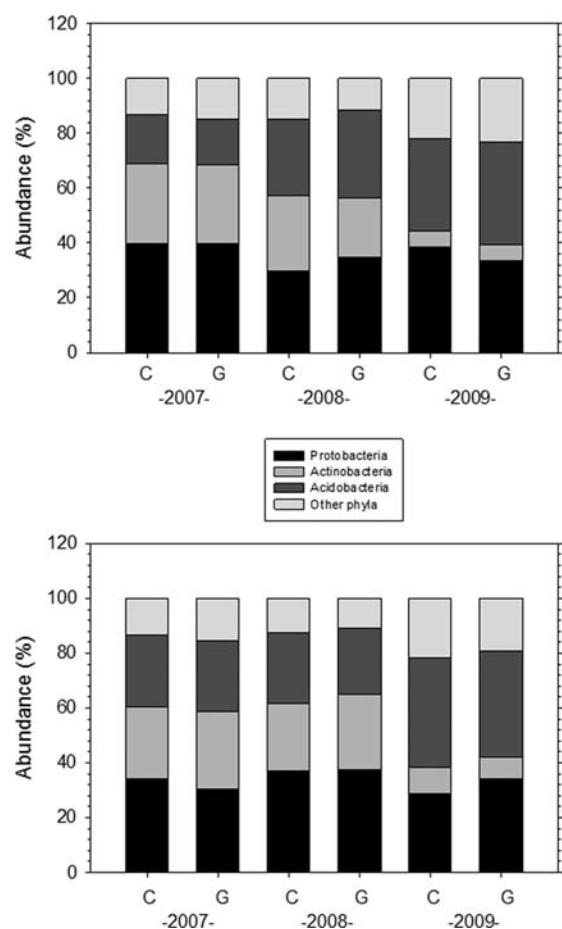 120
100
80
60
40
20
0
Abundance (%)
C G C G C G
-2007- -2008- -2009-
Protobacteria
Actinobacteria
Acidobacteria
Other phyla
120
100
80
60
40
20
0
Abundance (%)
C G C G C G
-2007- -2008- -2009-